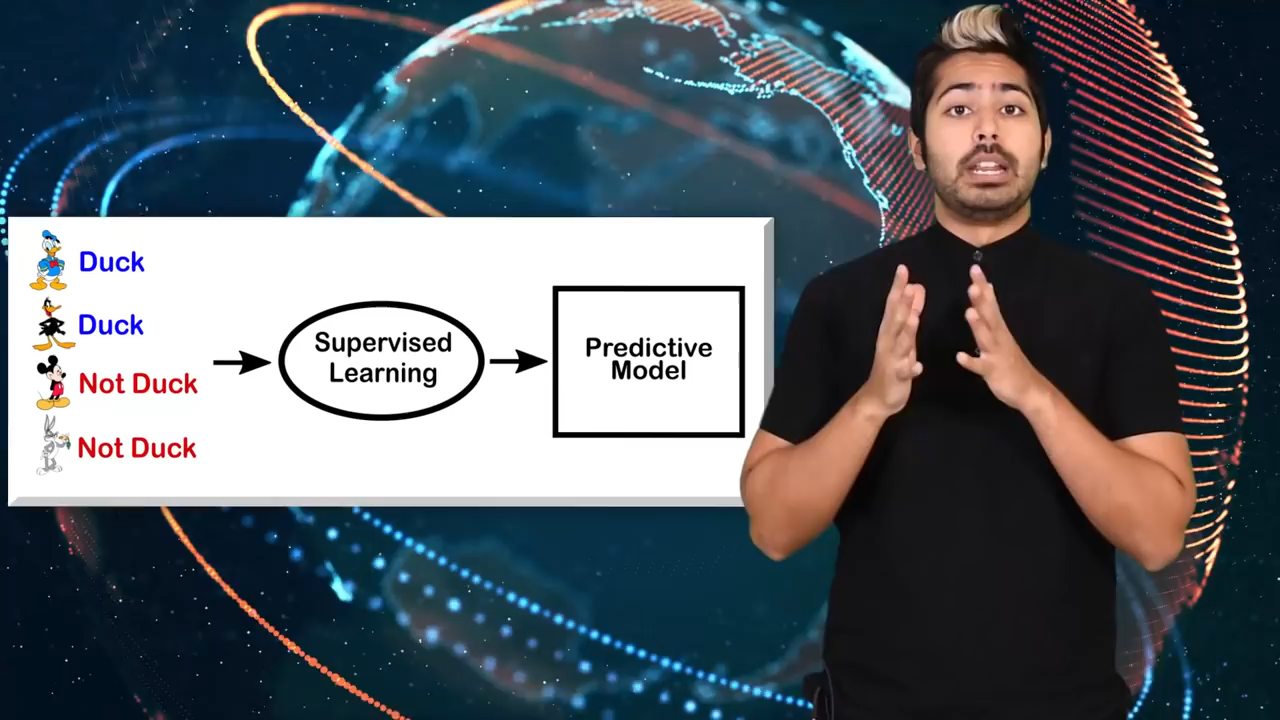 Duck
Duck
Not Duck
Not Duck
Supervised
Learning
Predictive
Model